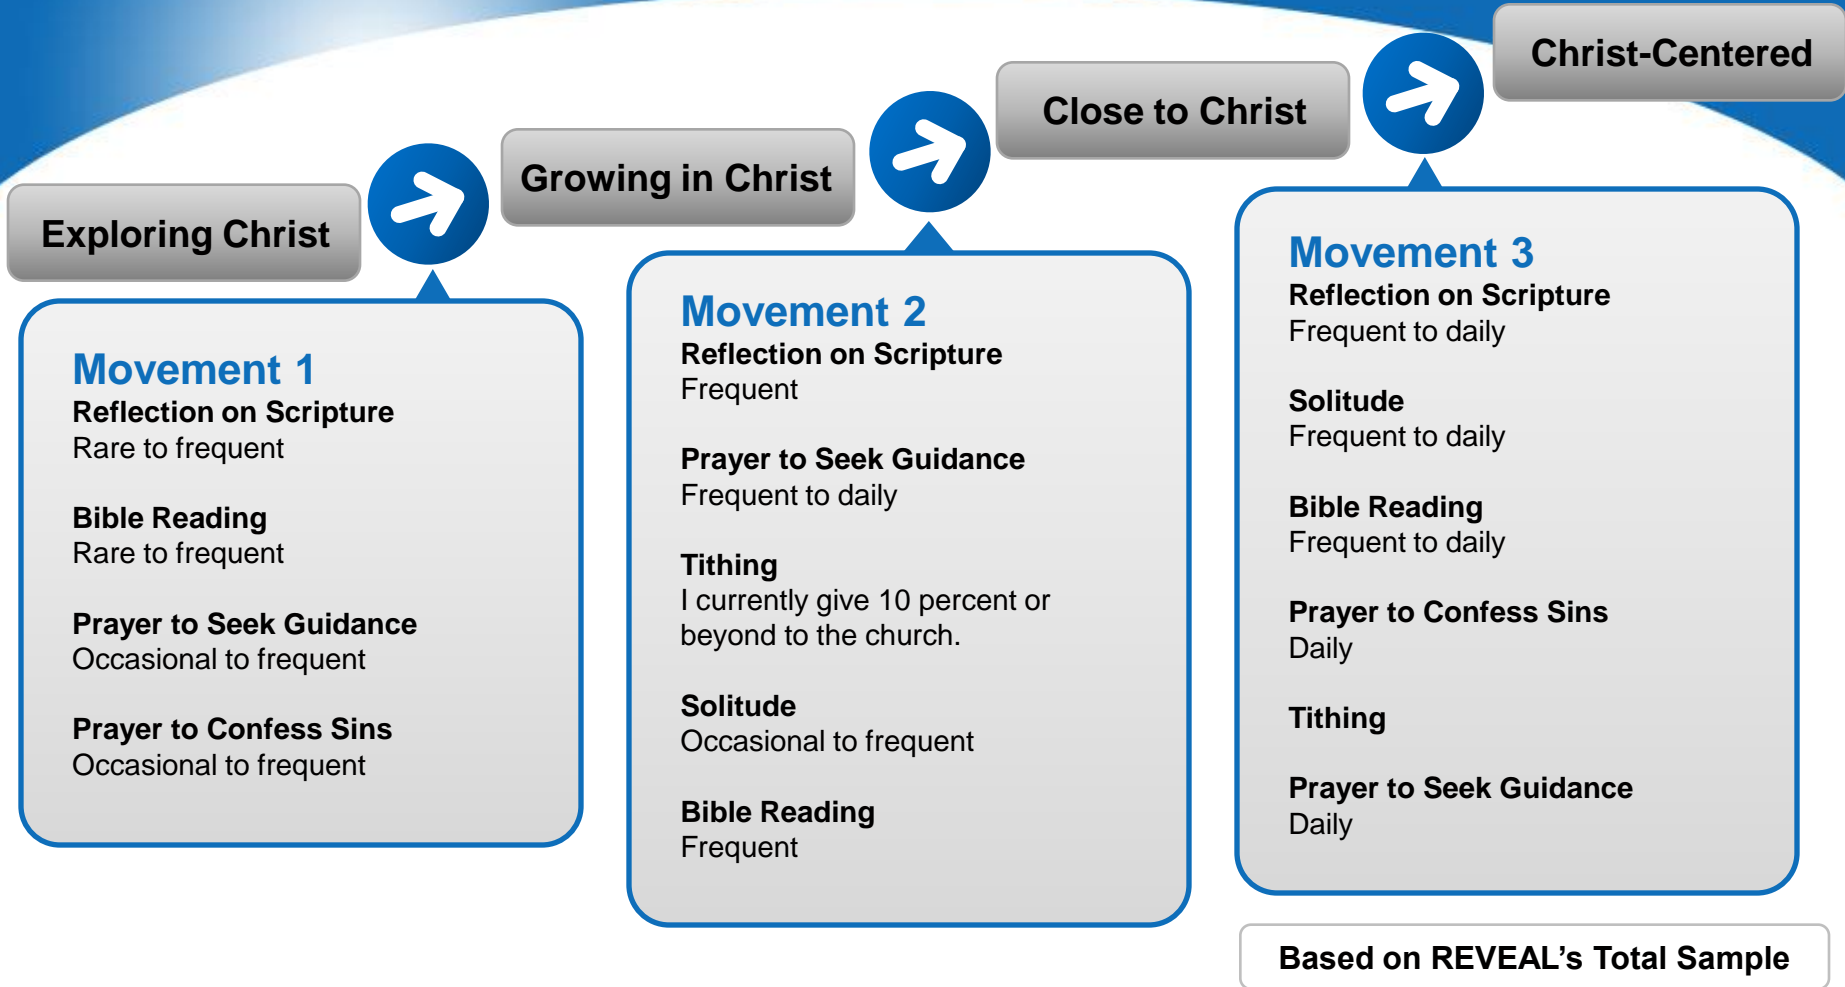 Exploring Christ
Growing in Christ
Close to Christ
Christ-Centered
Movement 1
Reflection on Scripture
Rare to frequent
Bible Reading
Rare to frequent
Prayer to Seek Guidance
Occasional to frequent
Prayer to Confess Sins
Occasional to frequent
Movement 2
Reflection on Scripture
Frequent
Prayer to Seek Guidance
Frequent to daily
Tithing
I currently give 10 percent or
beyond to the church.
Solitude
Occasional to frequent
Bible Reading
Frequent
Movement 3
Reflection on Scripture
Frequent to daily
Solitude
Frequent to daily
Bible Reading
Frequent to daily
Prayer to Confess Sins
Daily
Tithing
Prayer to Seek Guidance
Daily
Based on REVEAL’s Total Sample